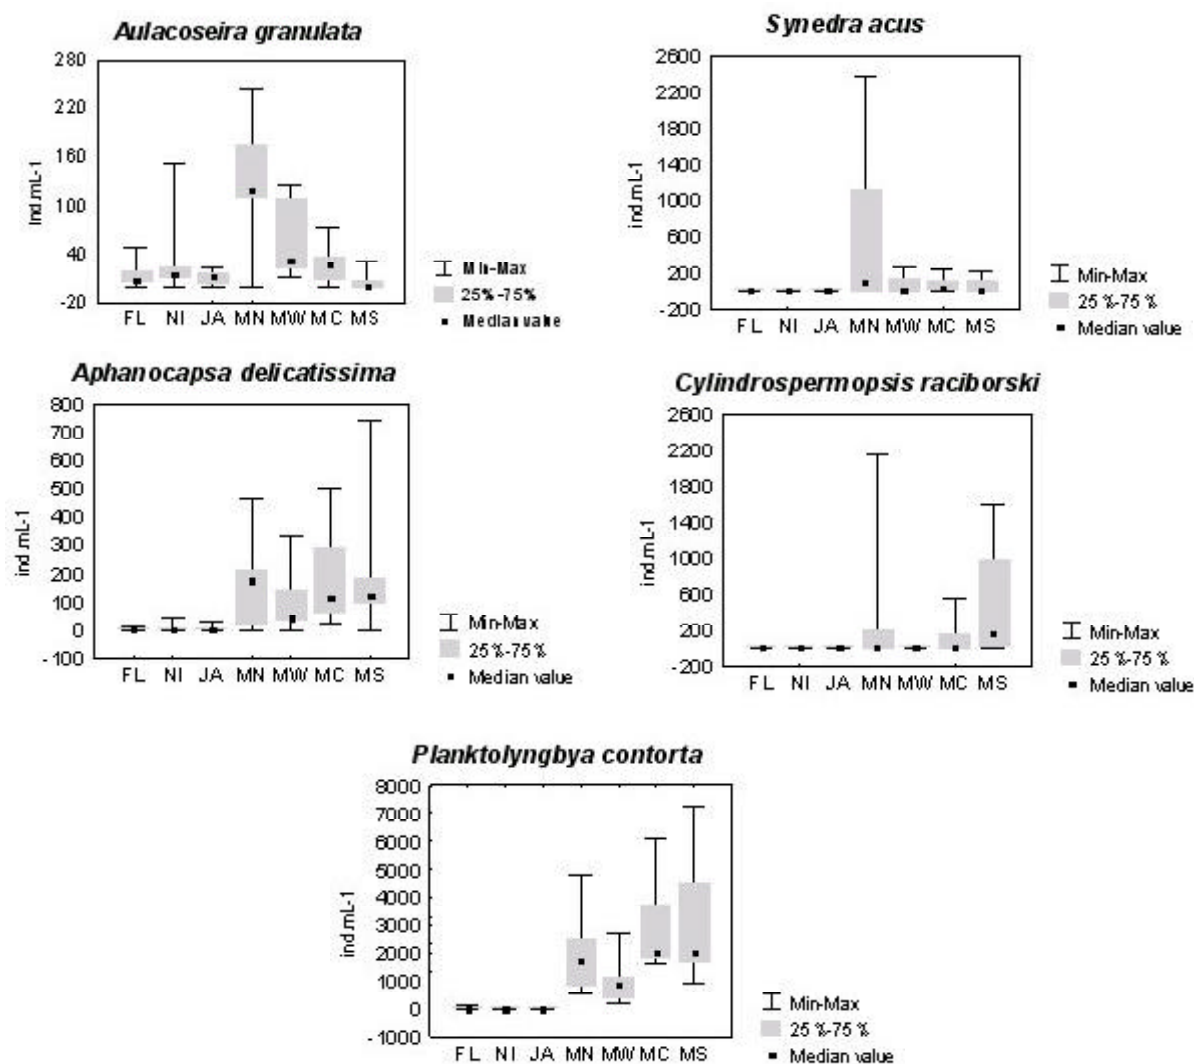 Aulacoseira granulata
280
220
160
100
40
-20
Ind.mL-1
FL NI JA MN MW MC MS
Min-Max
25%-75%
Median value
Synedra acus
2600
2200
1800
1400
1000
600
200
-200
ind.mL-1
FL NI JA MN MW MC MS
Min-Max
25%-75%
Median value
Aphanocapsa delicatissima
800
700
600
500
400
300
200
100
0
-100
ind.mL-1
FL NI JA MN MW MC MS
Min-Max
25%-75%
Median value
Cylindrospermopsis raciborski
2600
2200
1800
1400
1000
600
200
-200
ind.mL-1
FL NI JA MN MW MC MS
Min-Max
25%-75%
Median value
Planktolyngbya contorta
8000
7000
6000
5000
4000
3000
2000
1000
0
-1000
ind.mL-1
FL NI JA MN MW MC MS
Min-Max
25%-75%
Median value